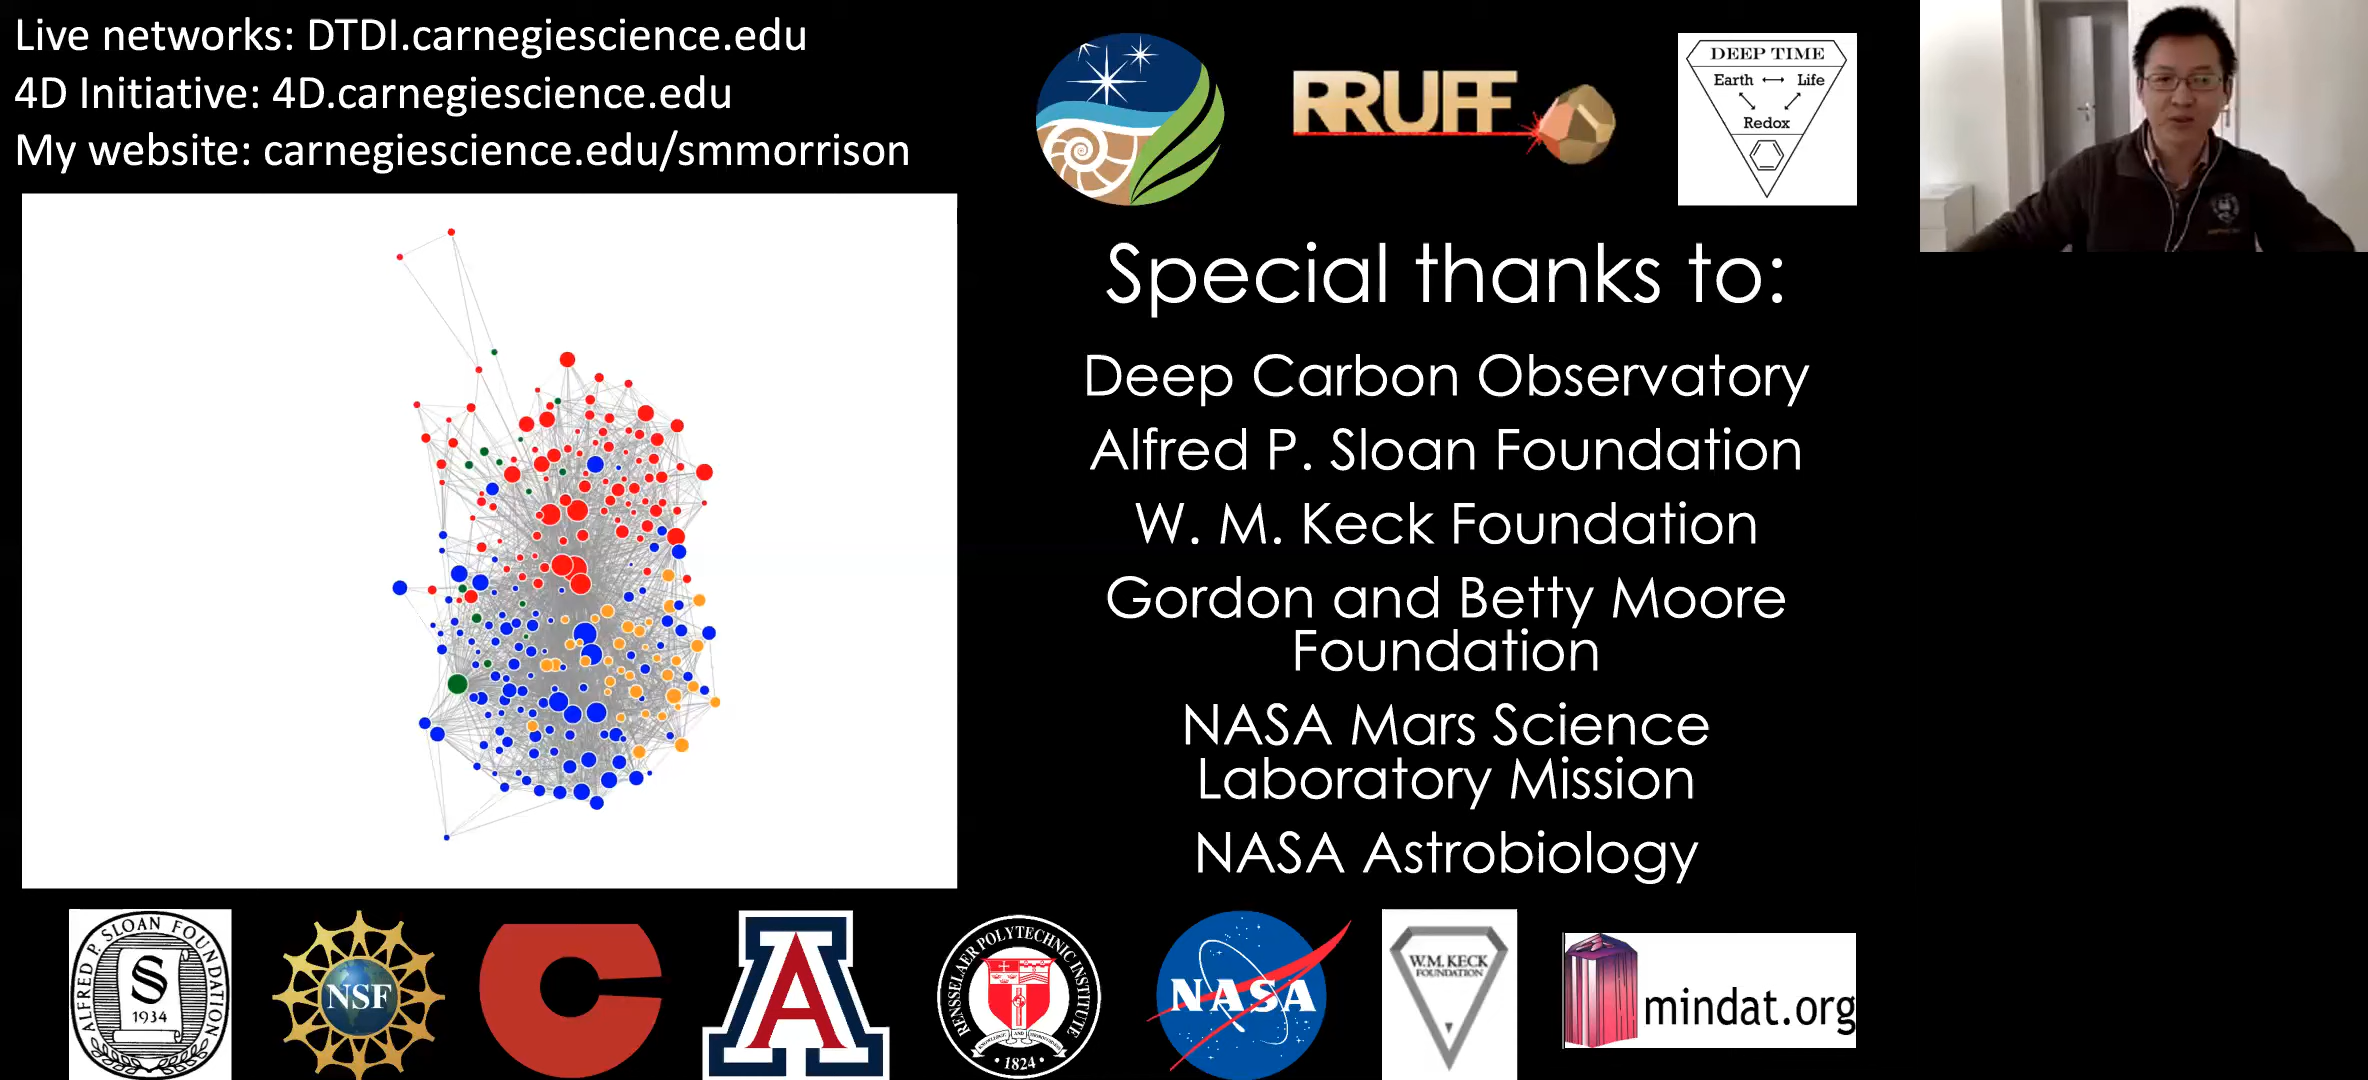 Live networks: DTDI.carnegiescience.edu
4D Initiative: 4D.carnegiescience.edu
My website: carnegiescience.edu/smmorrison
RRUFF
DEEP TIME
Earth ↔ Life
Redox
Special thanks to:
Deep Carbon Observatory
Alfred P. Sloan Foundation
W. M. Keck Foundation
Gordon and Betty Moore
Foundation
NASA Mars Science
Laboratory Mission
NASA Astrobiology
ALFRED P. SLOAN FOUNDATION
S
1934
NSF
C
A
RENSSELAER POLYTECHNIC INSTITUTE
1824
NASA
W.M. KECK
FOUNDATION
mindat.org